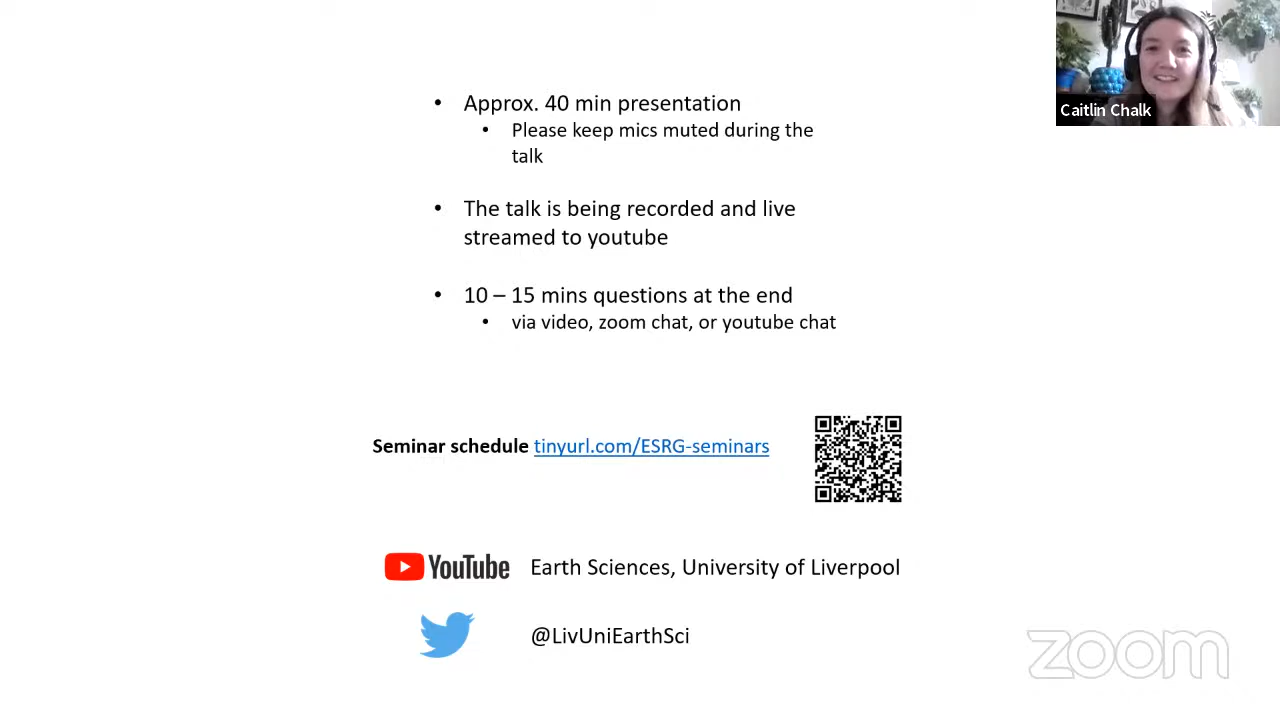 Caitlin Chalk
• Approx. 40 min presentation
• Please keep mics muted during the
talk
• The talk is being recorded and live
streamed to youtube
• 10 – 15 mins questions at the end
• via video, zoom chat, or youtube chat
Seminar schedule tinyurl.com/ESRG-seminars
YouTube Earth Sciences, University of Liverpool
@LivUniEarthSci
zoom